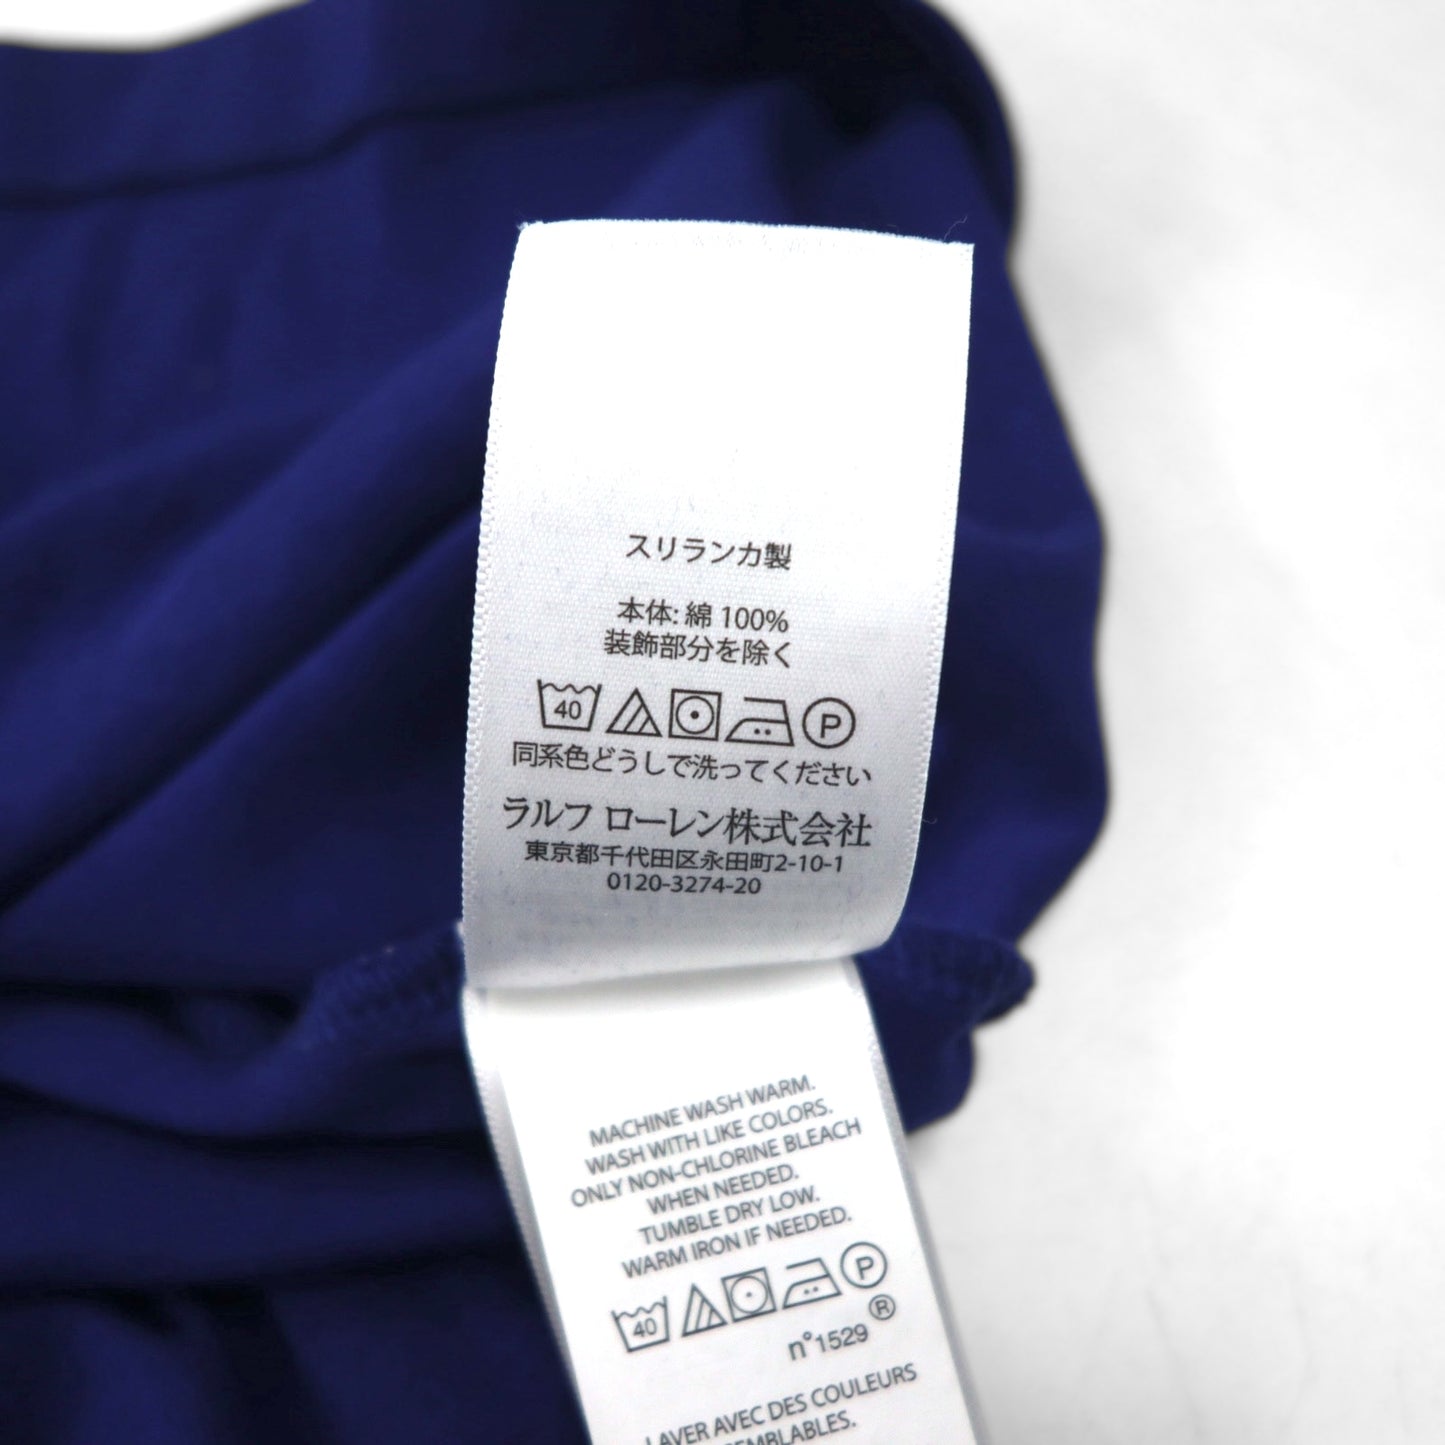 スリランカ製
本体: 綿 100%
装飾部分を除く
40 P
同系色どうしで洗ってください
ラルフ ローレン株式会社
東京都千代田区永田町2-10-1
0120-3274-20
MACHINE WASH WARM.
WASH WITH LIKE COLORS.
ONLY NON-CHLORINE BLEACH
WHEN NEEDED.
TUMBLE DRY LOW.
WARM IRON IF NEEDED.
40 P
n°1529 ®
LAVER AVEC DES COULEURS